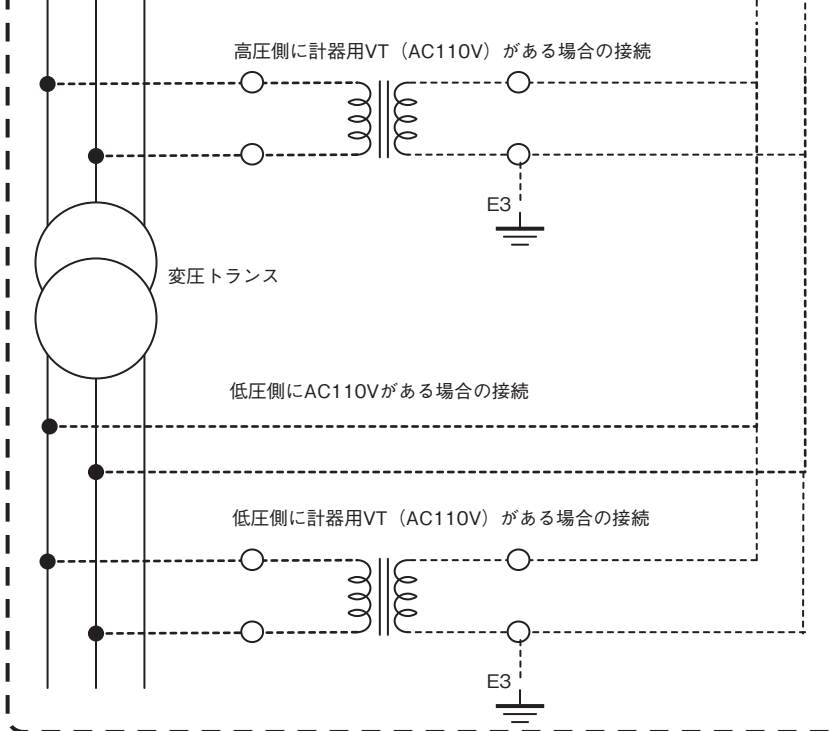 高圧側に計器用VT（AC110V）がある場合の接続
E3
変圧トランス
低圧側にAC110Vがある場合の接続
低圧側に計器用VT（AC110V）がある場合の接続
E3